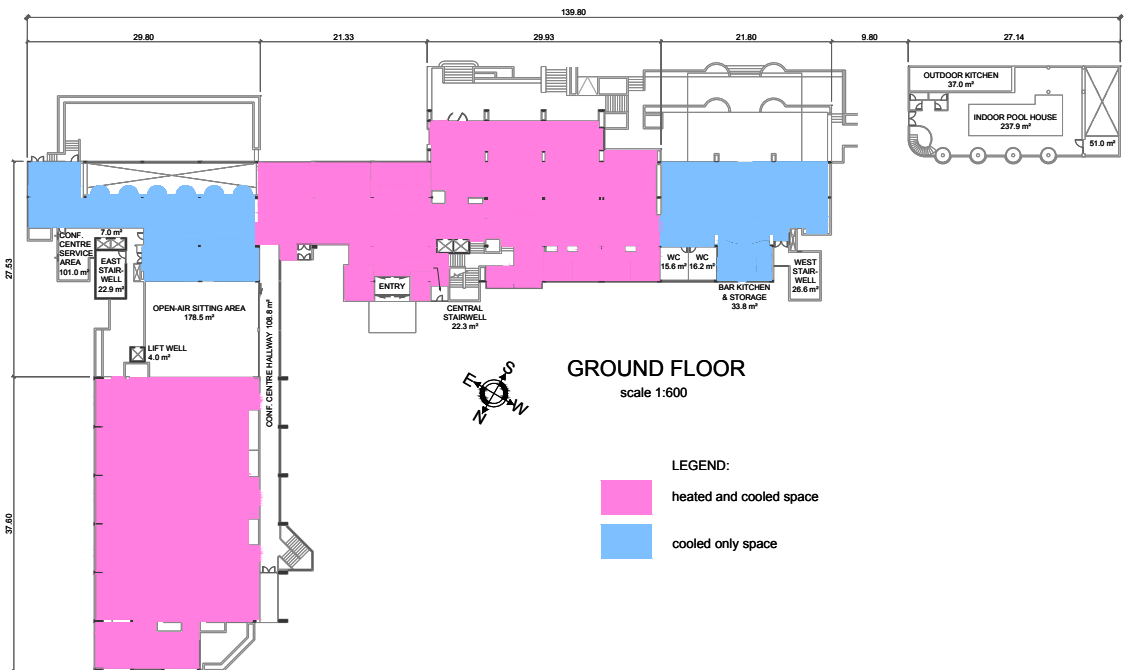 139.80
29.80
21.33
29.93
21.80
9.80
27.14
OUTDOOR KITCHEN
37.0 m²
INDOOR POOL HOUSE
237.9 m²
51.0 m²
27.53
37.60
CONF.
CENTRE
SERVICE
AREA
101.0 m²
7.0 m²
EAST
STAIR-
WELL
22.9 m²
OPEN-AIR SITTING AREA
178.5 m²
LIFT WELL
4.0 m²
CONF. CENTRE HALLWAY 108.8 m²
ENTRY
CENTRAL
STAIRWELL
22.3 m²
WC
15.6 m²
WC
16.2 m²
BAR KITCHEN
& STORAGE
33.8 m²
WEST
STAIR-
WELL
26.6 m²
GROUND FLOOR
scale 1:600
E
S
N
W
LEGEND:
heated and cooled space
cooled only space